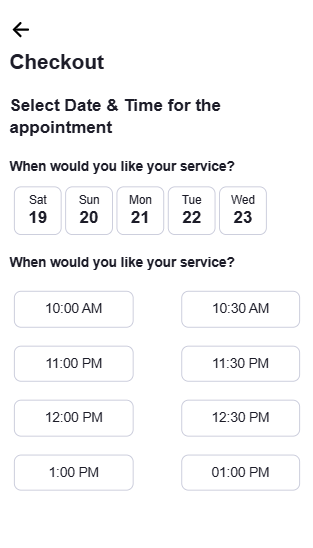 Checkout
Select Date & Time for the
appointment
When would you like your service?
Sat Sun Mon Tue Wed
19 20 21 22 23
When would you like your service?
10:00 AM 10:30 AM
11:00 PM 11:30 PM
12:00 PM 12:30 PM
1:00 PM 01:00 PM